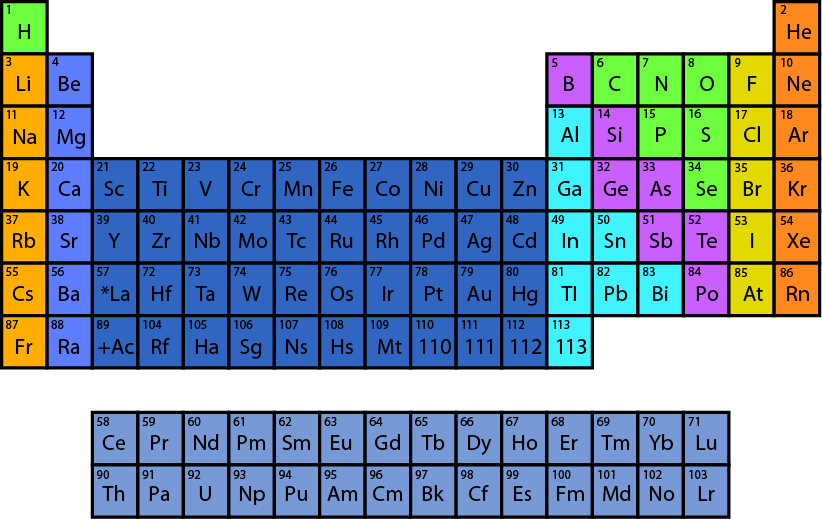 1 2
H He
3 4 5 6 7 8 9 10
Li Be B C N O F Ne
11 12 13 14 15 16 17 18
Na Mg Al Si P S Cl Ar
19 20 21 22 23 24 25 26 27 28 29 30 31 32 33 34 35 36
K Ca Sc Ti V Cr Mn Fe Co Ni Cu Zn Ga Ge As Se Br Kr
37 38 39 40 41 42 43 44 45 46 47 48 49 50 51 52 53 54
Rb Sr Y Zr Nb Mo Tc Ru Rh Pd Ag Cd In Sn Sb Te I Xe
55 56 57 72 73 74 75 76 77 78 79 80 81 82 83 84 85 86
Cs Ba *La Hf Ta W Re Os Ir Pt Au Hg Tl Pb Bi Po At Rn
87 88 89 104 105 106 107 108 109 110 111 112 113
Fr Ra +Ac Rf Ha Sg Ns Hs Mt 110 111 112 113
58 59 60 61 62 63 64 65 66 67 68 69 70 71
Ce Pr Nd Pm Sm Eu Gd Tb Dy Ho Er Tm Yb Lu
90 91 92 93 94 95 96 97 98 99 100 101 102 103
Th Pa U Np Pu Am Cm Bk Cf Es Fm Md No Lr